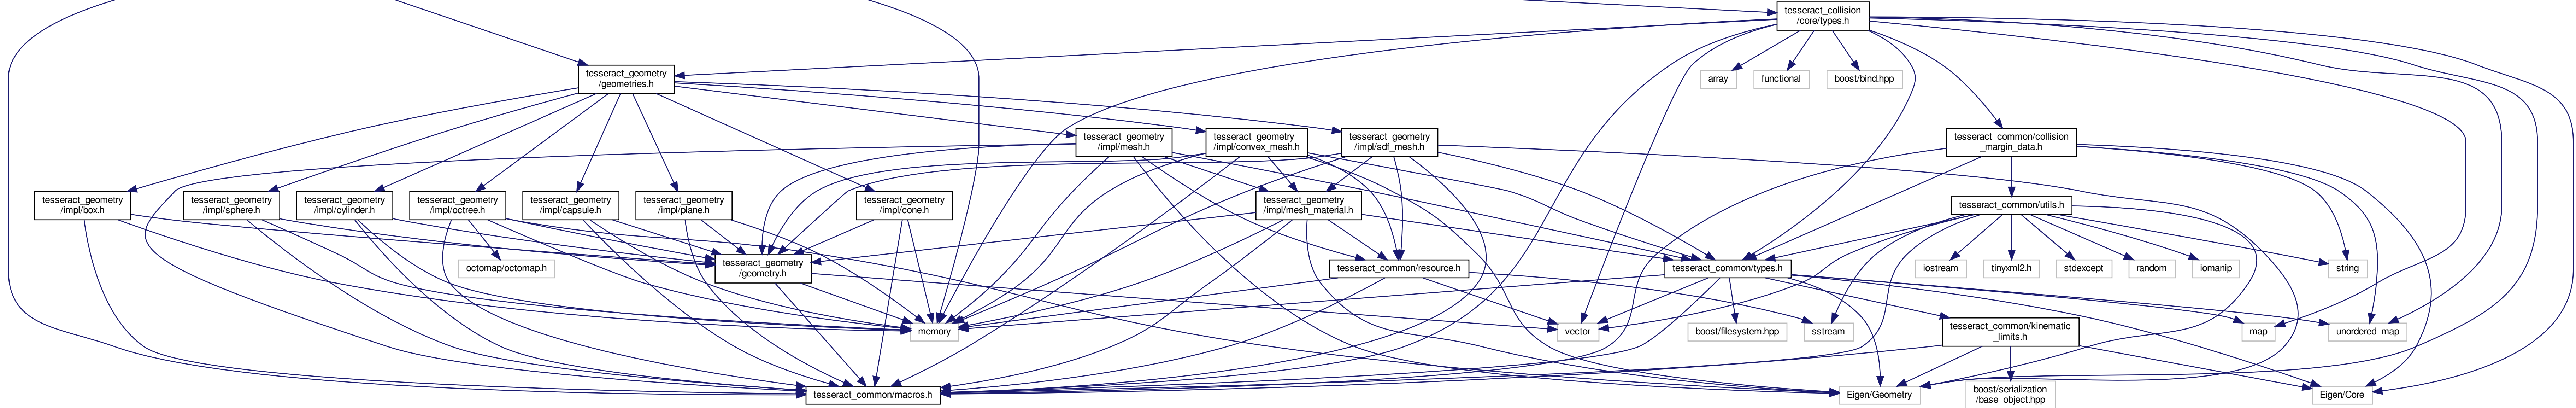 tesseract_collision
/core/types.h
tesseract_geometry
/geometries.h
array
functional
boost/bind.hpp
tesseract_geometry
/impl/mesh.h
tesseract_geometry
/impl/convex_mesh.h
tesseract_geometry
/impl/sdf_mesh.h
tesseract_common/collision
_margin_data.h
tesseract_geometry
/impl/box.h
tesseract_geometry
/impl/sphere.h
tesseract_geometry
/impl/cylinder.h
tesseract_geometry
/impl/octree.h
tesseract_geometry
/impl/capsule.h
tesseract_geometry
/impl/plane.h
tesseract_geometry
/impl/cone.h
tesseract_geometry
/impl/mesh_material.h
tesseract_common/utils.h
octomap/octomap.h
tesseract_geometry
/geometry.h
tesseract_common/resource.h
tesseract_common/types.h
iostream
tinyxml2.h
stdexcept
random
iomanip
string
memory
vector
boost/filesystem.hpp
sstream
tesseract_common/kinematic
_limits.h
map
unordered_map
tesseract_common/macros.h
Eigen/Geometry
boost/serialization
/base_object.hpp
Eigen/Core